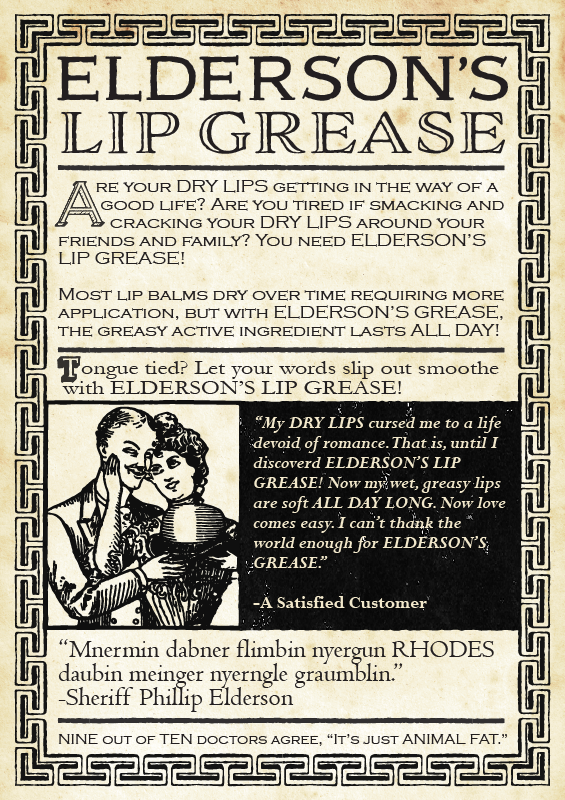 ELDERSON'S
LIP GREASE
ARE YOUR DRY LIPS GETTING IN THE WAY OF A
GOOD LIFE? ARE YOU TIRED IF SMACKING AND
CRACKING YOUR DRY LIPS AROUND YOUR
FRIENDS AND FAMILY? YOU NEED ELDERSON'S
LIP GREASE!
MOST LIP BALMS DRY OVER TIME REQUIRING MORE
APPLICATION, BUT WITH ELDERSON'S GREASE,
THE GREASY ACTIVE INGREDIENT LASTS ALL DAY!
Tongue tied? Let your words slip out smoothe
with ELDERSON'S LIP GREASE!
“My DRY LIPS cursed me to a life
devoid of romance. That is, until I
discoverd ELDERSON'S LIP
GREASE! Now my wet, greasy lips
are soft ALL DAY LONG. Now love
comes easy. I can't thank the
world enough for ELDERSON'S
GREASE.”
-A Satisfied Customer
“Mnermin dabner flimbin nyergun RHODES
daubin meinger nyerngle graumblin.”
-Sheriff Phillip Elderson
NINE OUT OF TEN DOCTORS AGREE, “IT'S JUST ANIMAL FAT.”